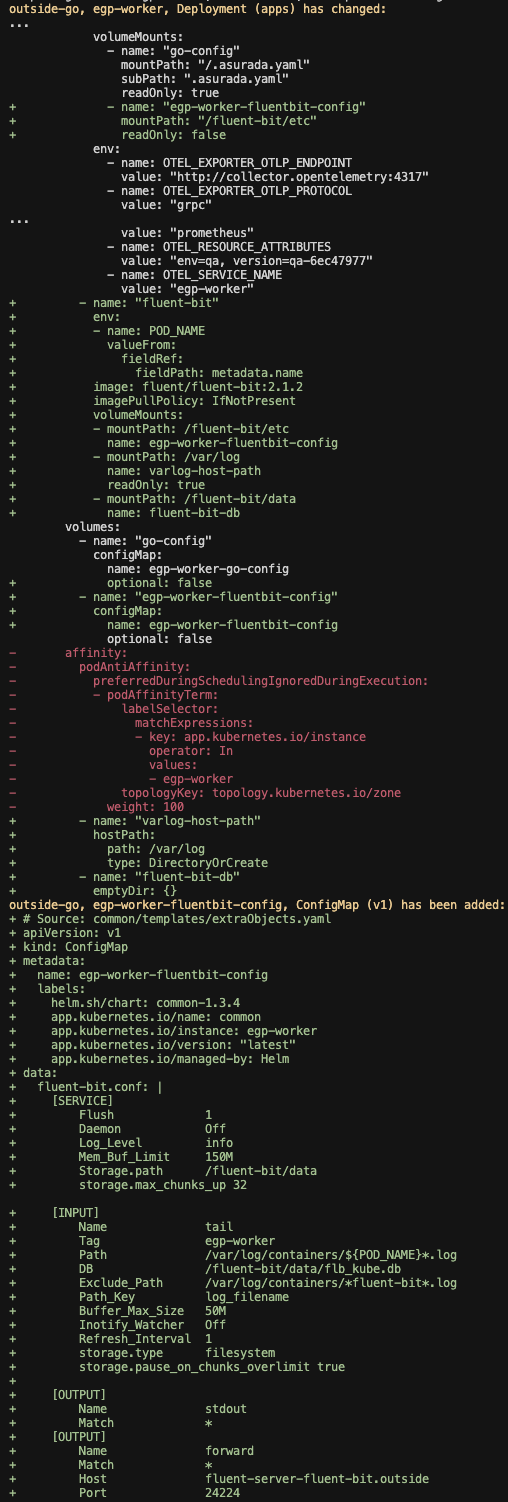 outside-go, egp-worker, Deployment (apps) has changed:
...
            volumeMounts:
              - name: "go-config"
                mountPath: "/.asurada.yaml"
                subPath: ".asurada.yaml"
                readOnly: true
+             - name: "egp-worker-fluentbit-config"
+               mountPath: "/fluent-bit/etc"
+               readOnly: false
            env:
              - name: OTEL_EXPORTER_OTLP_ENDPOINT
                value: "http://collector.opentelemetry:4317"
              - name: OTEL_EXPORTER_OTLP_PROTOCOL
                value: "grpc"
...
                value: "prometheus"
              - name: OTEL_RESOURCE_ATTRIBUTES
                value: "env=qa, version=qa-6ec47977"
              - name: OTEL_SERVICE_NAME
                value: "egp-worker"
+         - name: "fluent-bit"
+           env:
+           - name: POD_NAME
+             valueFrom:
+               fieldRef:
+                 fieldPath: metadata.name
+           image: fluent/fluent-bit:2.1.2
+           imagePullPolicy: IfNotPresent
+           volumeMounts:
+           - mountPath: /fluent-bit/etc
+             name: egp-worker-fluentbit-config
+           - mountPath: /var/log
+             name: varlog-host-path
+             readOnly: true
+           - mountPath: /fluent-bit/data
+             name: fluent-bit-db
        volumes:
          - name: "go-config"
            configMap:
              name: egp-worker-go-config
+             optional: false
+         - name: "egp-worker-fluentbit-config"
+           configMap:
+             name: egp-worker-fluentbit-config
              optional: false
-       affinity:
-         podAntiAffinity:
-           preferredDuringSchedulingIgnoredDuringExecution:
-           - podAffinityTerm:
-               labelSelector:
-                 matchExpressions:
-                 - key: app.kubernetes.io/instance
-                   operator: In
-                   values:
-                   - egp-worker
-               topologyKey: topology.kubernetes.io/zone
-             weight: 100
+         - name: "varlog-host-path"
+           hostPath:
+             path: /var/log
+             type: DirectoryOrCreate
+         - name: "fluent-bit-db"
+           emptyDir: {}
outside-go, egp-worker-fluentbit-config, ConfigMap (v1) has been added:
+ # Source: common/templates/extraObjects.yaml
+ apiVersion: v1
+ kind: ConfigMap
+ metadata:
+   name: egp-worker-fluentbit-config
+   labels:
+     helm.sh/chart: common-1.3.4
+     app.kubernetes.io/name: common
+     app.kubernetes.io/instance: egp-worker
+     app.kubernetes.io/version: "latest"
+     app.kubernetes.io/managed-by: Helm
+ data:
+   fluent-bit.conf: |
+     [SERVICE]
+         Flush             1
+         Daemon            Off
+         Log_Level         info
+         Mem_Buf_Limit     150M
+         Storage.path      /fluent-bit/data
+         storage.max_chunks_up 32
+     [INPUT]
+         Name              tail
+         Tag               egp-worker
+         Path              /var/log/containers/${POD_NAME}*.log
+         DB                /fluent-bit/data/flb_kube.db
+         Exclude_Path      /var/log/containers/*fluent-bit*.log
+         Path_Key          log_filename
+         Buffer_Max_Size   50M
+         Inotify_Watcher   Off
+         Refresh_Interval  1
+         storage.type      filesystem
+         storage.pause_on_chunks_overlimit true
+
+     [OUTPUT]
+         Name              stdout
+         Match             *
+     [OUTPUT]
+         Name              forward
+         Match             *
+         Host              fluent-server-fluent-bit.outside
+         Port              24224